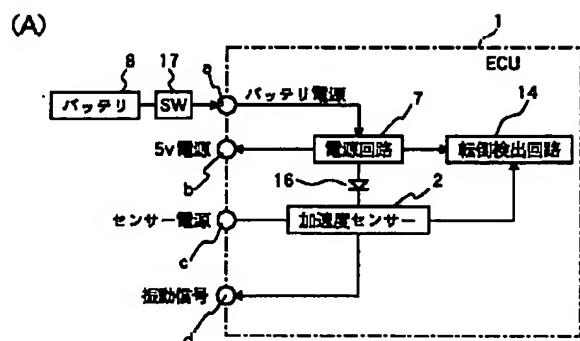 (A)
1
ECU
8
17
a
バッテリ
SW
バッテリ電源
7
14
5v電源
b
電源回路
転倒検出回路
16
2
センサー電源
c
加速度センサー
振動信号
d